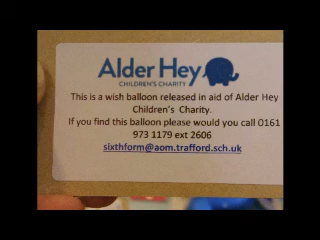 Alder Hey
CHILDREN'S CHARITY
This is a wish balloon released in aid of Alder Hey
Children's Charity.
If you find this balloon please would you call 0161
973 1179 ext 2606
sixthform@aom.trafford.sch.uk